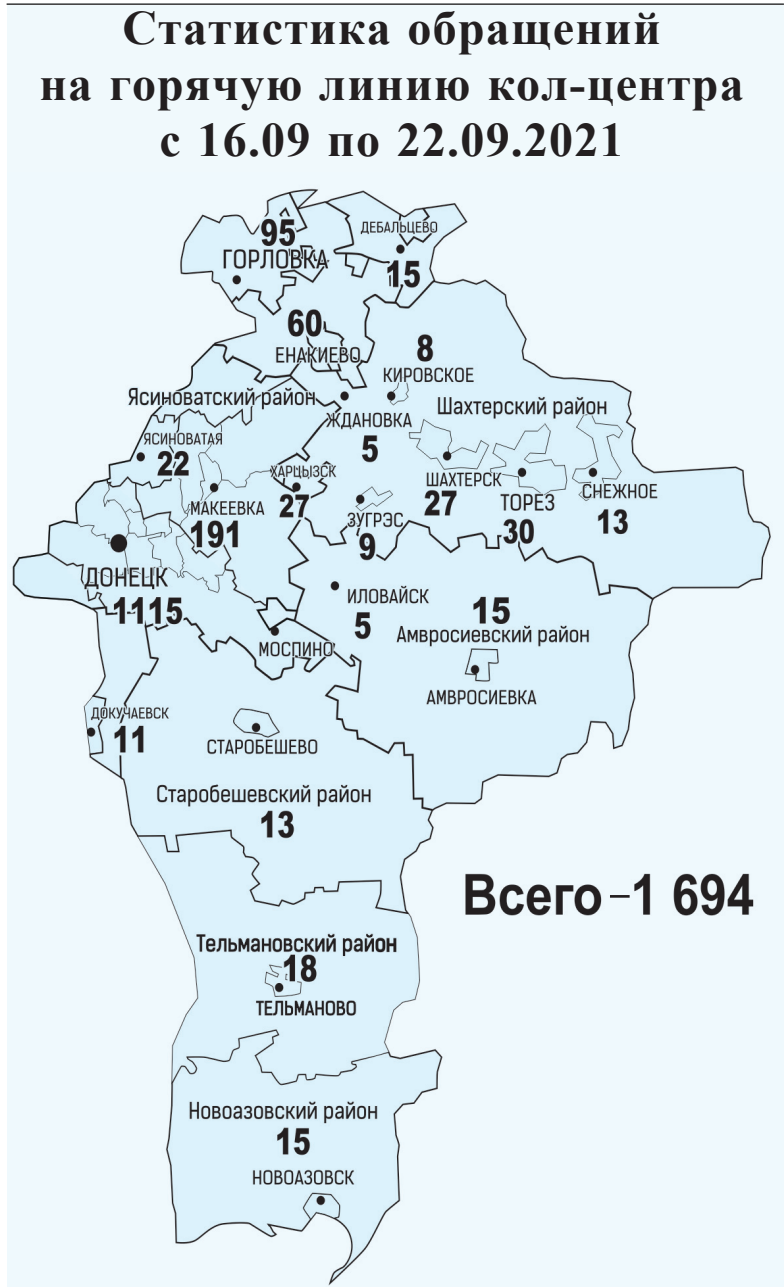 Статистика обращений
на горячую линию кол-центра
с 16.09 по 22.09.2021
95
ГОРЛОВКА
ДЕБАЛЬЦЕВО
15
60
ЕНАКИЕВО
8
КИРОВСКОЕ
Ясиноватский район
ЖДАНОВКА
5
Шахтерский район
ЯСИНОВАТАЯ
22
МАКЕЕВКА
191
ХАРЦЫЗСК
27
ЗУГРЭС
9
ШАХТЕРСК
27
ТОРЕЗ
30
СНЕЖНОЕ
13
ДОНЕЦК
1115
ИЛОВАЙСК
5
15
Амвросиевский район
АМВРОСИЕВКА
МОСПИНО
ДОКУЧАЕВСК
11
СТАРОБЕШЕВО
Старобешевский район
13
Всего –1 694
Тельмановский район
18
ТЕЛЬМАНОВО
Новоазовский район
15
НОВОАЗОВСК